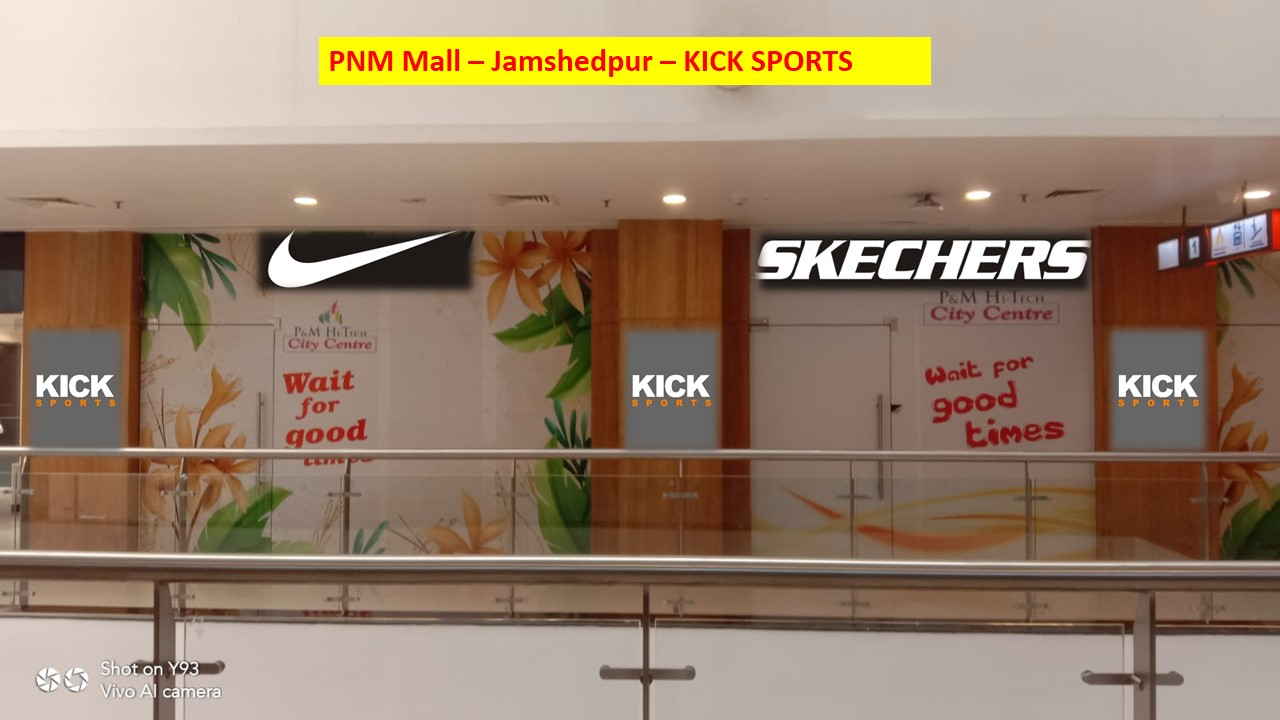 PNM Mall – Jamshedpur – KICK SPORTS
SKECHERS
1
P&M HI-TECH
City Centre
Wait
for
good
times
P&M HI-TECH
City Centre
Wait for
good
times
KICK
SPORTS
KICK
SPORTS
KICK
SPORTS
Shot on Y93
Vivo AI camera